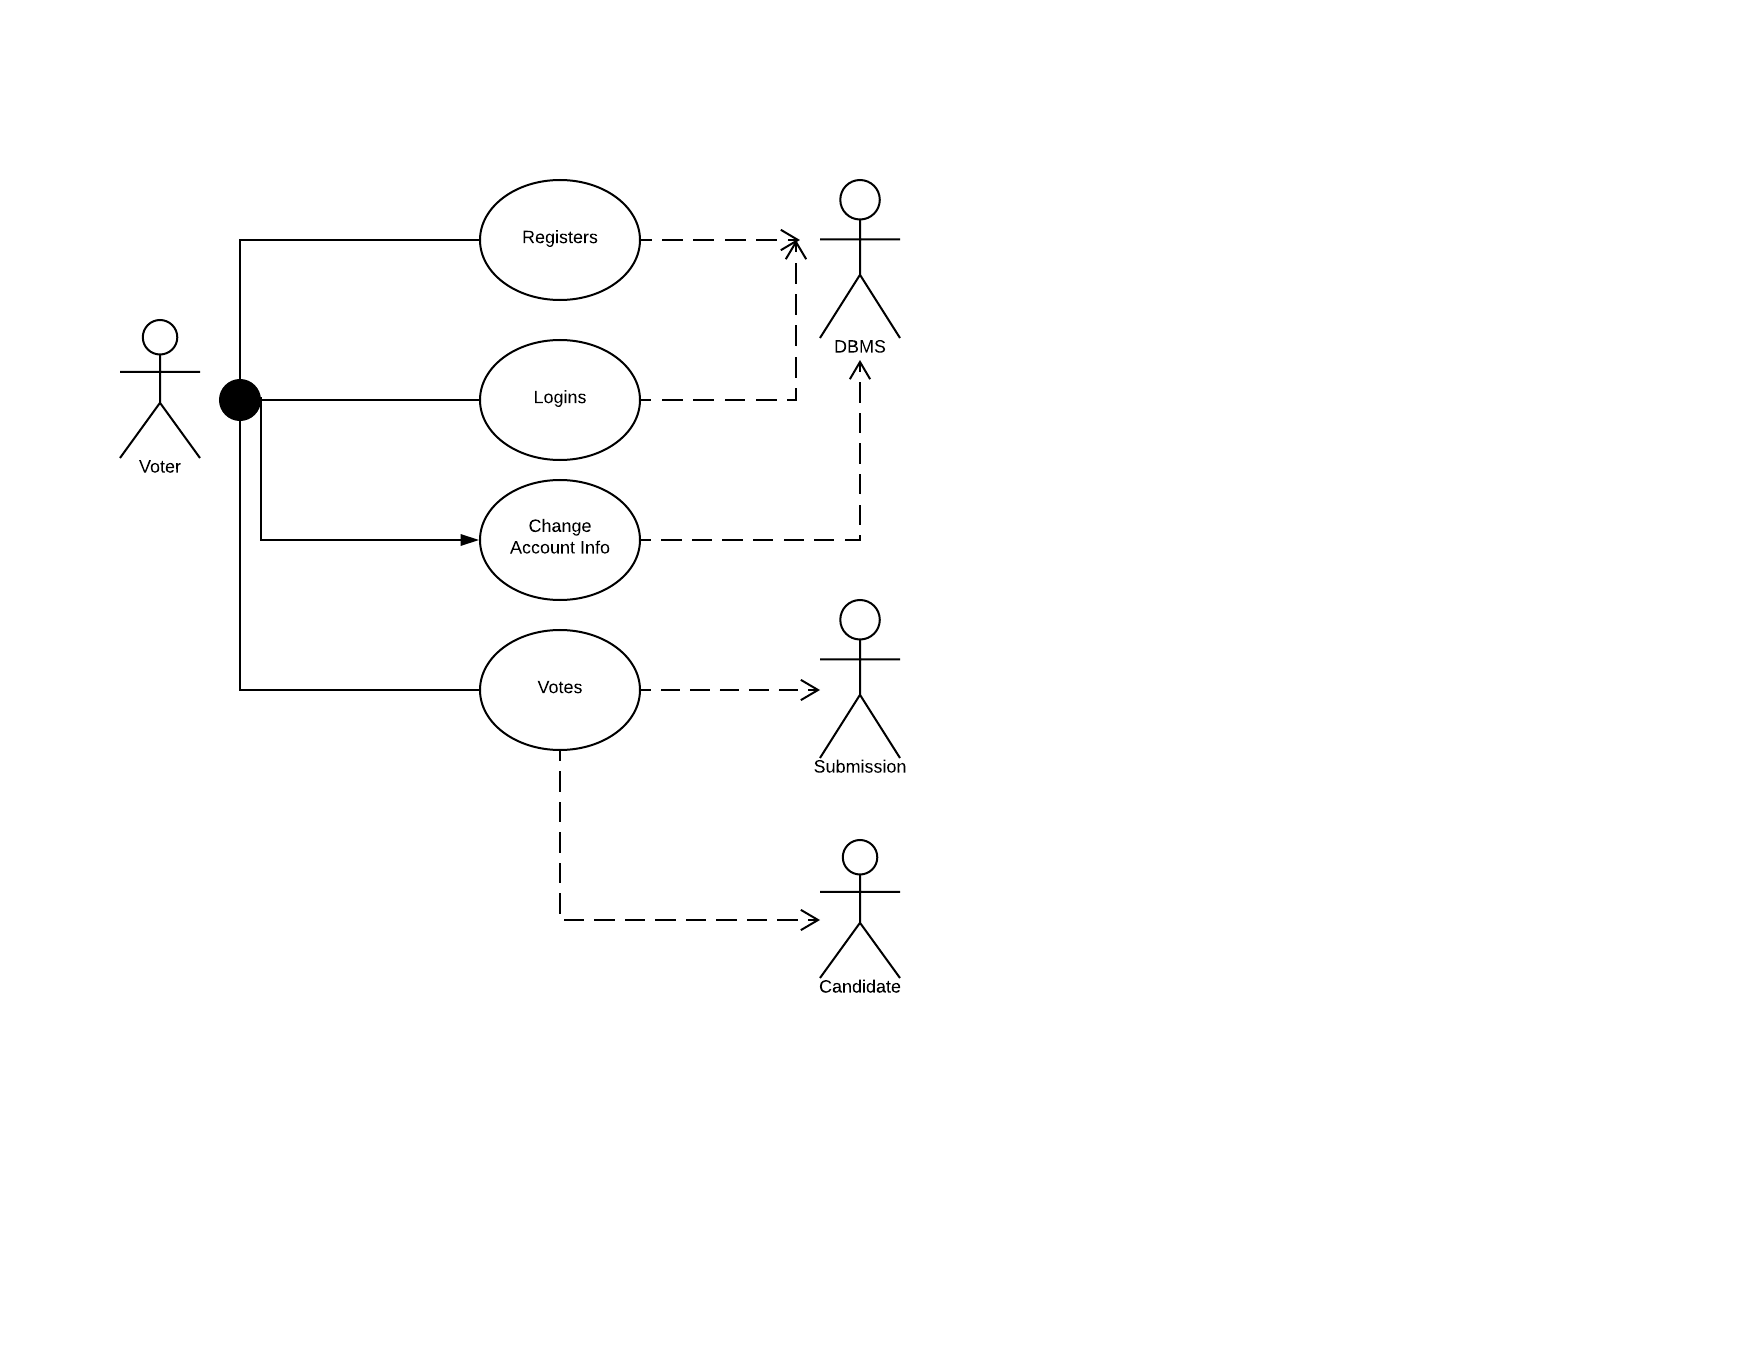 Registers
DBMS
Voter
Logins
Change
Account Info
Votes
Submission
Candidate